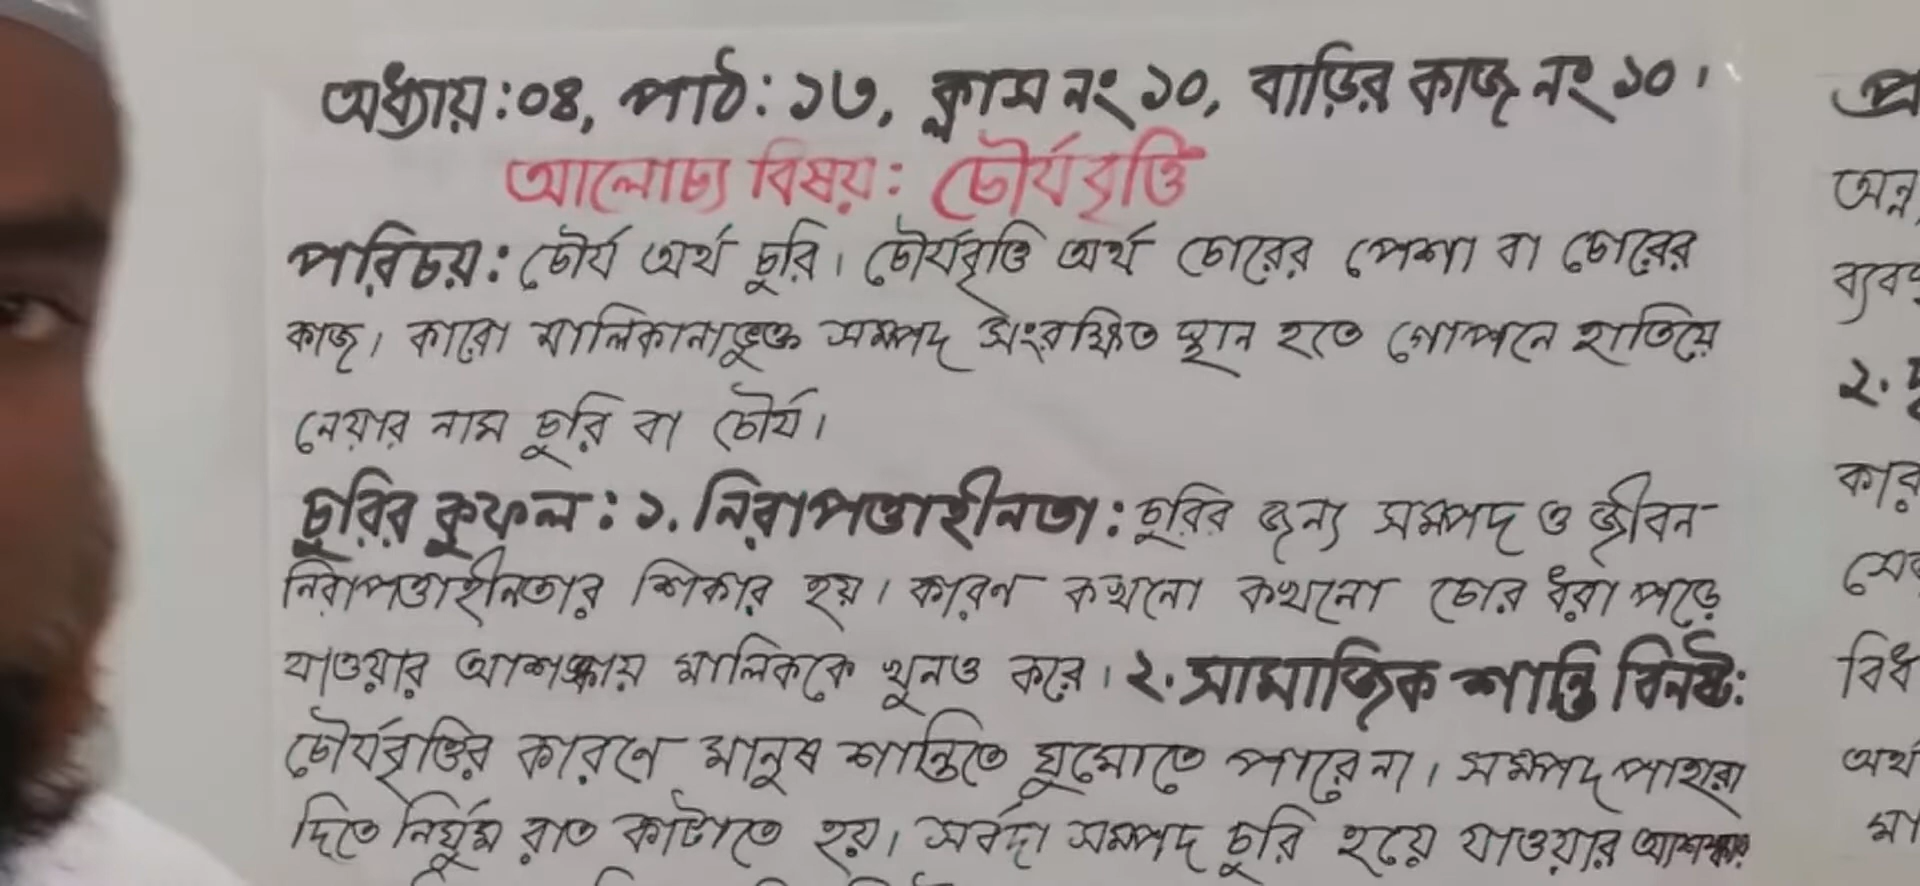 অধ্যায়:০৪, পাঠ: ১৩, ক্লাস নং ১০, বাড়ির কাজ নং ১০।
আলোচ্য বিষয়: চৌর্যবৃত্তি
পরিচয়: চৌর্য অর্থ চুরি। চৌর্যবৃত্তি অর্থ চোরের পেশা বা চোরের
কাজ। কারো মালিকানাভুক্ত সম্পদ সংরক্ষিত স্থান হতে গোপনে হাতিয়ে
নেয়ার নাম চুরি বা চৌর্য।
চুরির কুফল: ১. নিরাপত্তাহীনতা: চুরির জন্য সম্পদ ও জীবন
নিরাপত্তাহীনতার শিকার হয়। কারণ কখনো কখনো চোর ধরা পড়ে
যাওয়ার আশঙ্কায় মালিককে খুনও করে। ২. সামাজিক শান্তি বিনষ্ট:
চৌর্যবৃত্তির কারণে মানুষ শান্তিতে ঘুমোতে পারেনা। সম্পদ পাহারা
দিতে নির্ঘুম রাত কাটাতে হয়। সর্বদা সম্পদ চুরি হয়ে যাওয়ার আশঙ্কায়
প্র
অন্ন
ব্যব
২.
কার
বিধ
অর্থ
মা